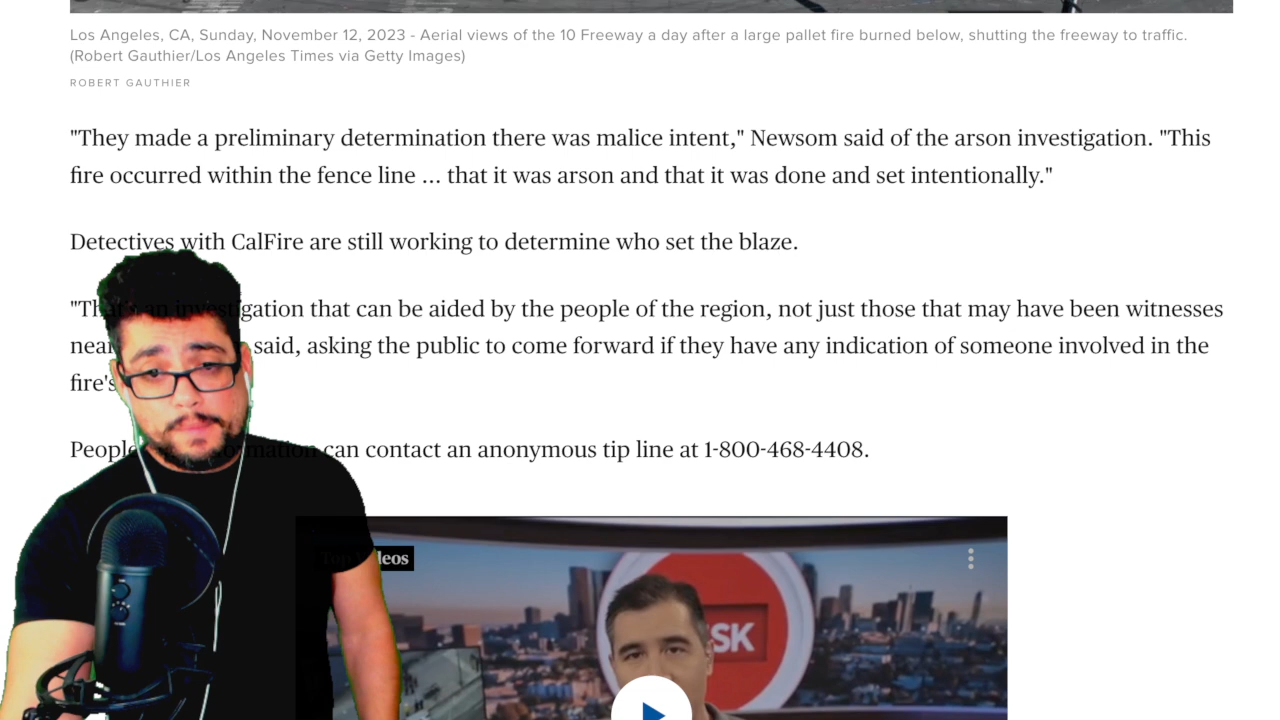 Los Angeles, CA, Sunday, November 12, 2023 - Aerial views of the 10 Freeway a day after a large pallet fire burned below, shutting the freeway to traffic.
(Robert Gauthier/Los Angeles Times via Getty Images)
ROBERT GAUTHIER
"They made a preliminary determination there was malice intent," Newsom said of the arson investigation. "This
fire occurred within the fence line ... that it was arson and that it was done and set intentionally."
Detectives with CalFire are still working to determine who set the blaze.
"That's an investigation that can be aided by the people of the region, not just those that may have been witnesses
said, asking the public to come forward if they have any indication of someone involved in the
fire's
People can contact an anonymous tip line at 1-800-468-4408.
Top Videos
SK